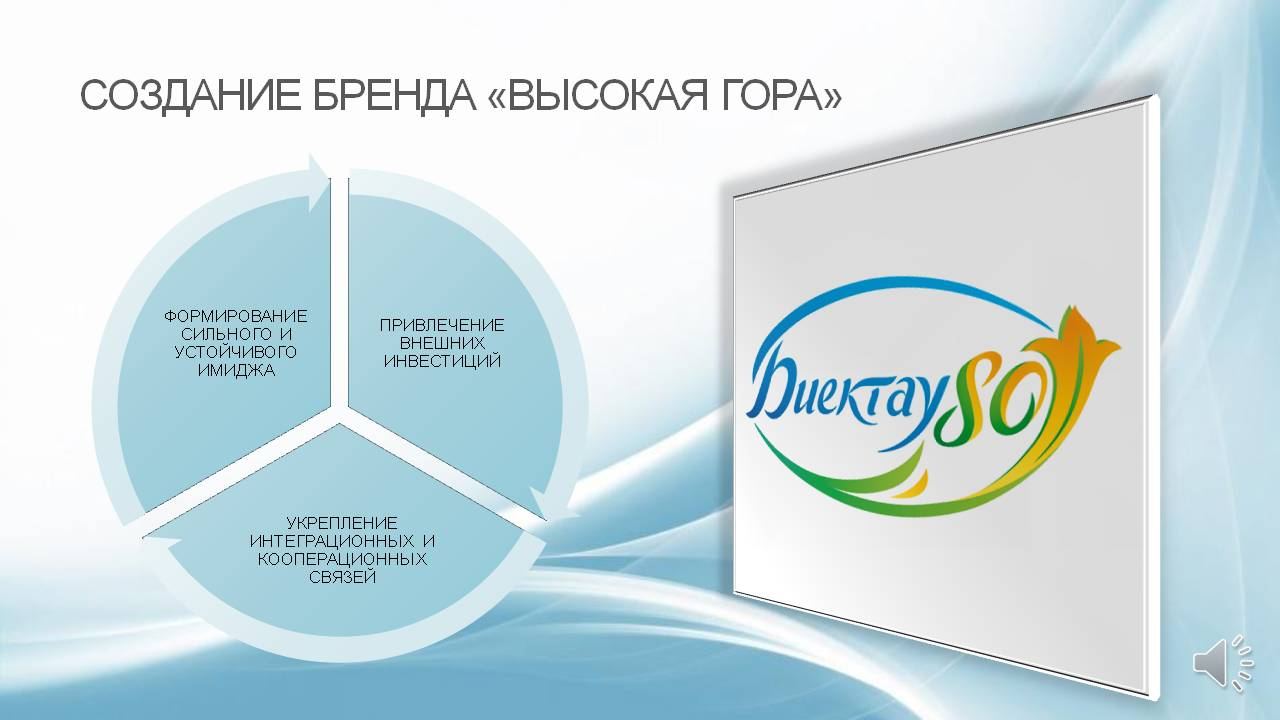 СОЗДАНИЕ БРЕНДА «ВЫСОКАЯ ГОРА»
ФОРМИРОВАНИЕ
СИЛЬНОГО И
УСТОЙЧИВОГО
ИМИДЖА
ПРИВЛЕЧЕНИЕ
ВНЕШНИХ
ИНВЕСТИЦИЙ
УКРЕПЛЕНИЕ
ИНТЕГРАЦИОННЫХ И
КООПЕРАЦИОННЫХ
СВЯЗЕЙ
Биектау 80